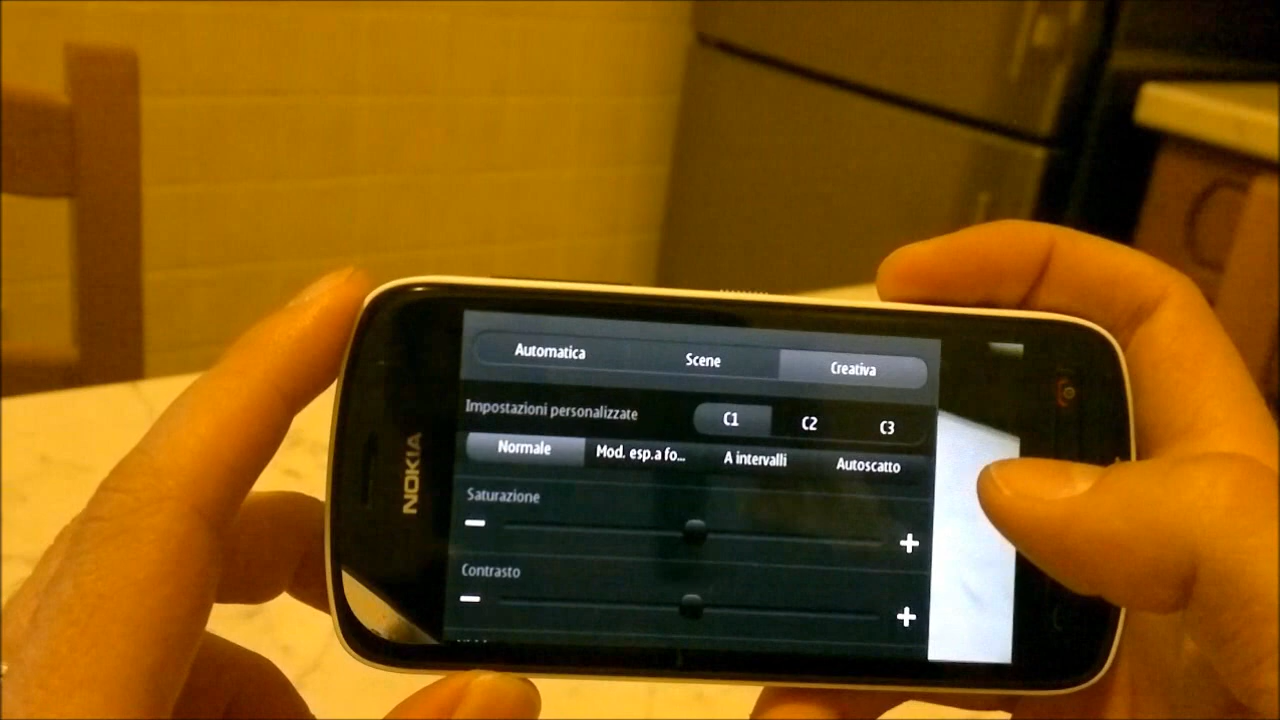 NOKIA
Automatica Scene Creativa
Impostazioni personalizzate C1 C2 C3
Normale Mod. esp.a fo... A intervalli Autoscatto
Saturazione
Contrasto